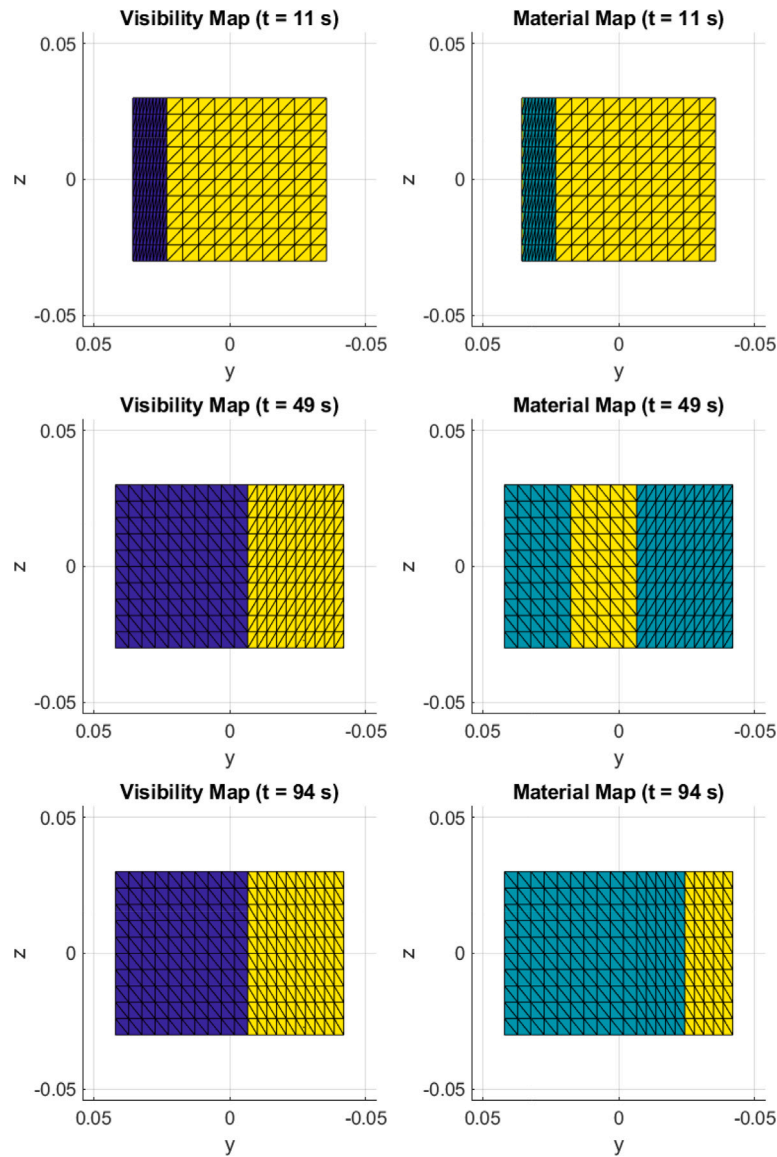 Visibility Map (t = 11 s)
0.05
z
0
-0.05
0.05
0
-0.05
y
Material Map (t = 11 s)
0.05
z
0
-0.05
0.05
0
-0.05
y
Visibility Map (t = 49 s)
0.05
z
0
-0.05
0.05
0
-0.05
y
Material Map (t = 49 s)
0.05
z
0
-0.05
0.05
0
-0.05
y
Visibility Map (t = 94 s)
0.05
z
0
-0.05
0.05
0
-0.05
y
Material Map (t = 94 s)
0.05
z
0
-0.05
0.05
0
-0.05
y